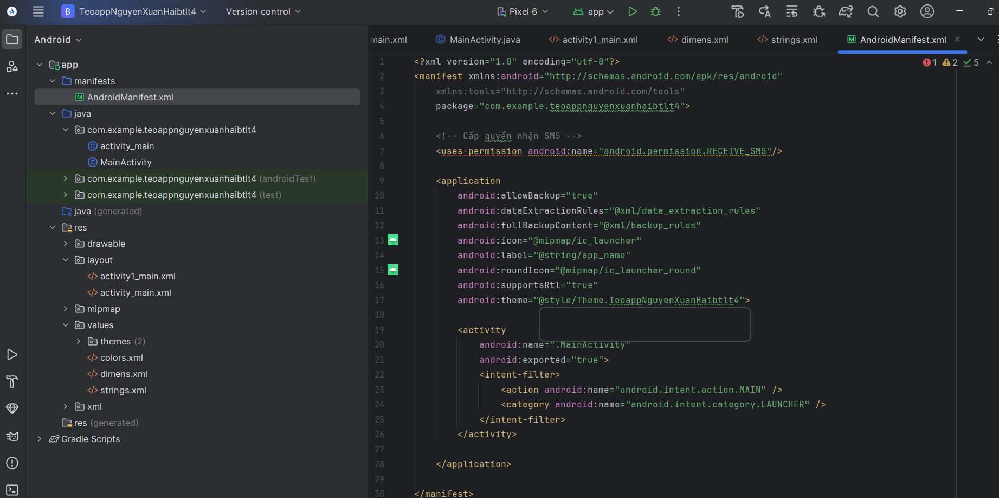 B TeoappNguyenXuanHaibtlt4 Version control Pixel 6 app
Android
main.xml MainActivity.java activity1_main.xml dimens.xml strings.xml AndroidManifest.xml
app
manifests
AndroidManifest.xml
java
com.example.teoappnguyenxuanhaibtlt4
activity_main
MainActivity
com.example.teoappnguyenxuanhaibtlt4 (androidTest)
com.example.teoappnguyenxuanhaibtlt4 (test)
java (generated)
res
drawable
layout
activity1_main.xml
activity_main.xml
mipmap
values
themes (2)
colors.xml
dimens.xml
strings.xml
xml
res (generated)
Gradle Scripts
1 2 5
1 <?xml version="1.0" encoding="utf-8"?>
2 <manifest xmlns:android="http://schemas.android.com/apk/res/android"
3 xmlns:tools="http://schemas.android.com/tools"
4 package="com.example.teoappnguyenxuanhaibtlt4">
5
6 <!-- Cấp quyền nhận SMS -->
7 <uses-permission android:name="android.permission.RECEIVE_SMS"/>
8
9 <application
10 android:allowBackup="true"
11 android:dataExtractionRules="@xml/data_extraction_rules"
12 android:fullBackupContent="@xml/backup_rules"
13 android:icon="@mipmap/ic_launcher"
14 android:label="@string/app_name"
15 android:roundIcon="@mipmap/ic_launcher_round"
16 android:supportsRtl="true"
17 android:theme="@style/Theme.TeoappNguyenXuanHaibtlt4">
18
19 <activity
20 android:name=".MainActivity"
21 android:exported="true">
22 <intent-filter>
23 <action android:name="android.intent.action.MAIN" />
24 <category android:name="android.intent.category.LAUNCHER" />
25 </intent-filter>
26 </activity>
27
28 </application>
29
30 </manifest>